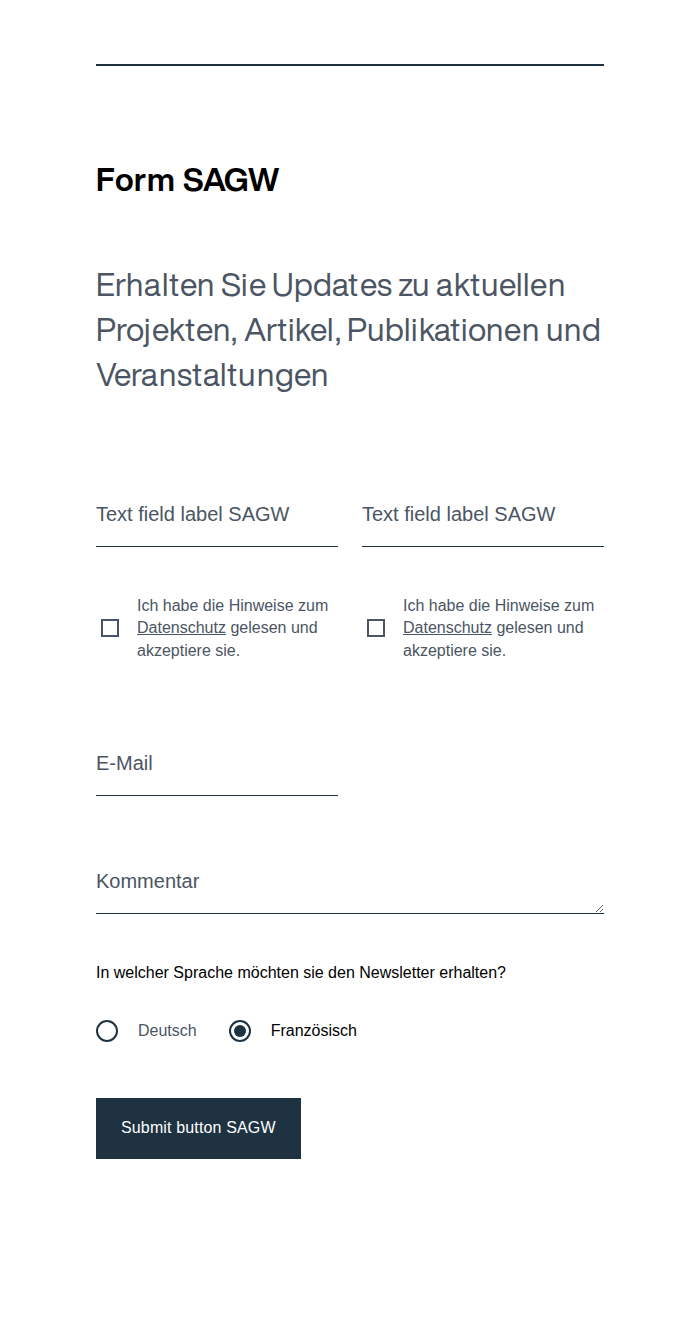 Form SAGW
Erhalten Sie Updates zu aktuellen
Projekten, Artikel, Publikationen und
Veranstaltungen
Text field label SAGW
Text field label SAGW
Ich habe die Hinweise zum
Datenschutz gelesen und
akzeptiere sie.
Ich habe die Hinweise zum
Datenschutz gelesen und
akzeptiere sie.
E-Mail
Kommentar
In welcher Sprache möchten sie den Newsletter erhalten?
Deutsch
Französisch
Submit button SAGW